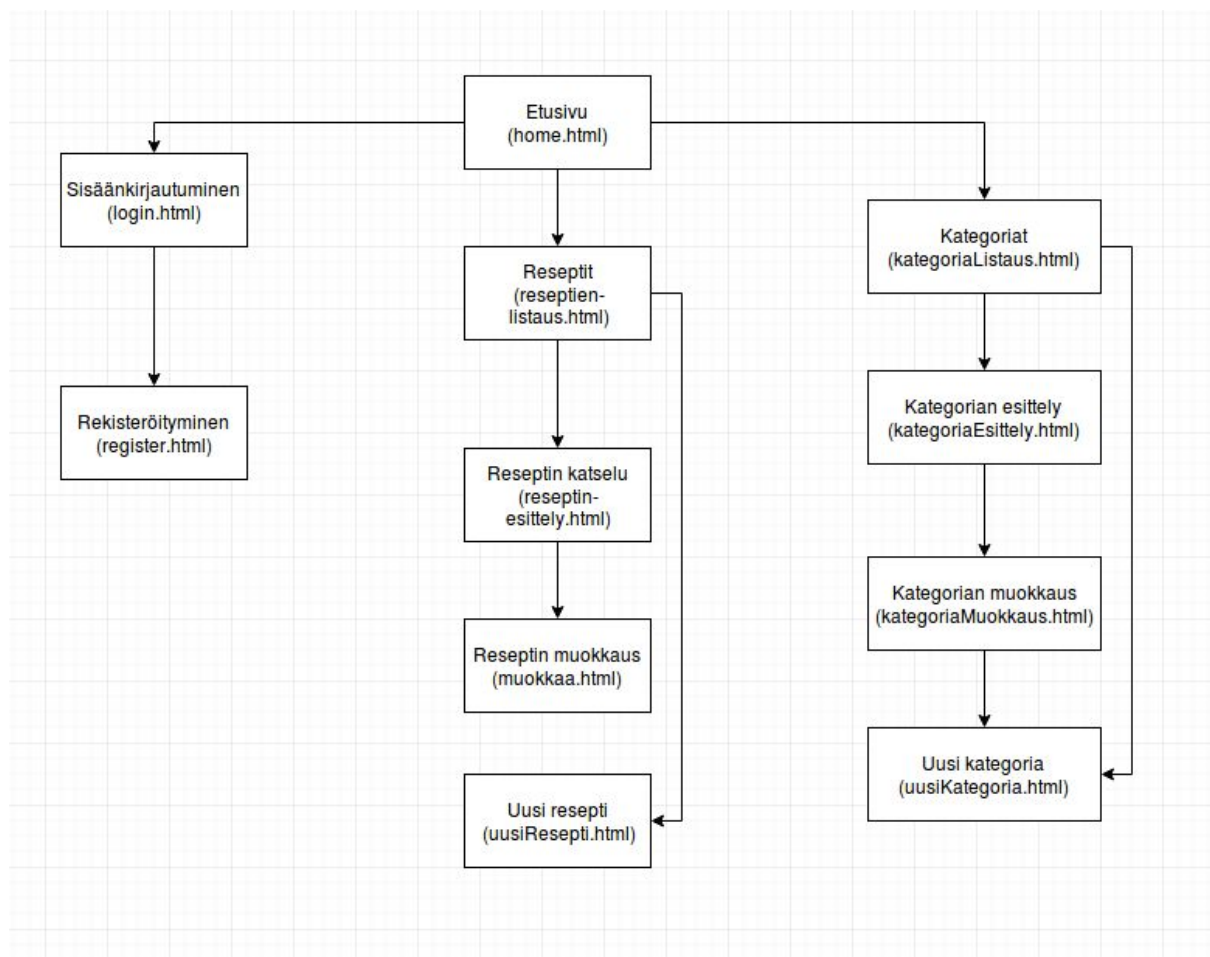 Etusivu
(home.html)
Sisäänkirjautuminen
(login.html)
Rekisteröityminen
(register.html)
Reseptit
(reseptien-
listaus.html)
Reseptin katselu
(reseptin-
esittely.html)
Reseptin muokkaus
(muokkaa.html)
Uusi resepti
(uusiResepti.html)
Kategoriat
(kategoriaListaus.html)
Kategorian esittely
(kategoriaEsittely.html)
Kategorian muokkaus
(kategoriaMuokkaus.html)
Uusi kategoria
(uusiKategoria.html)